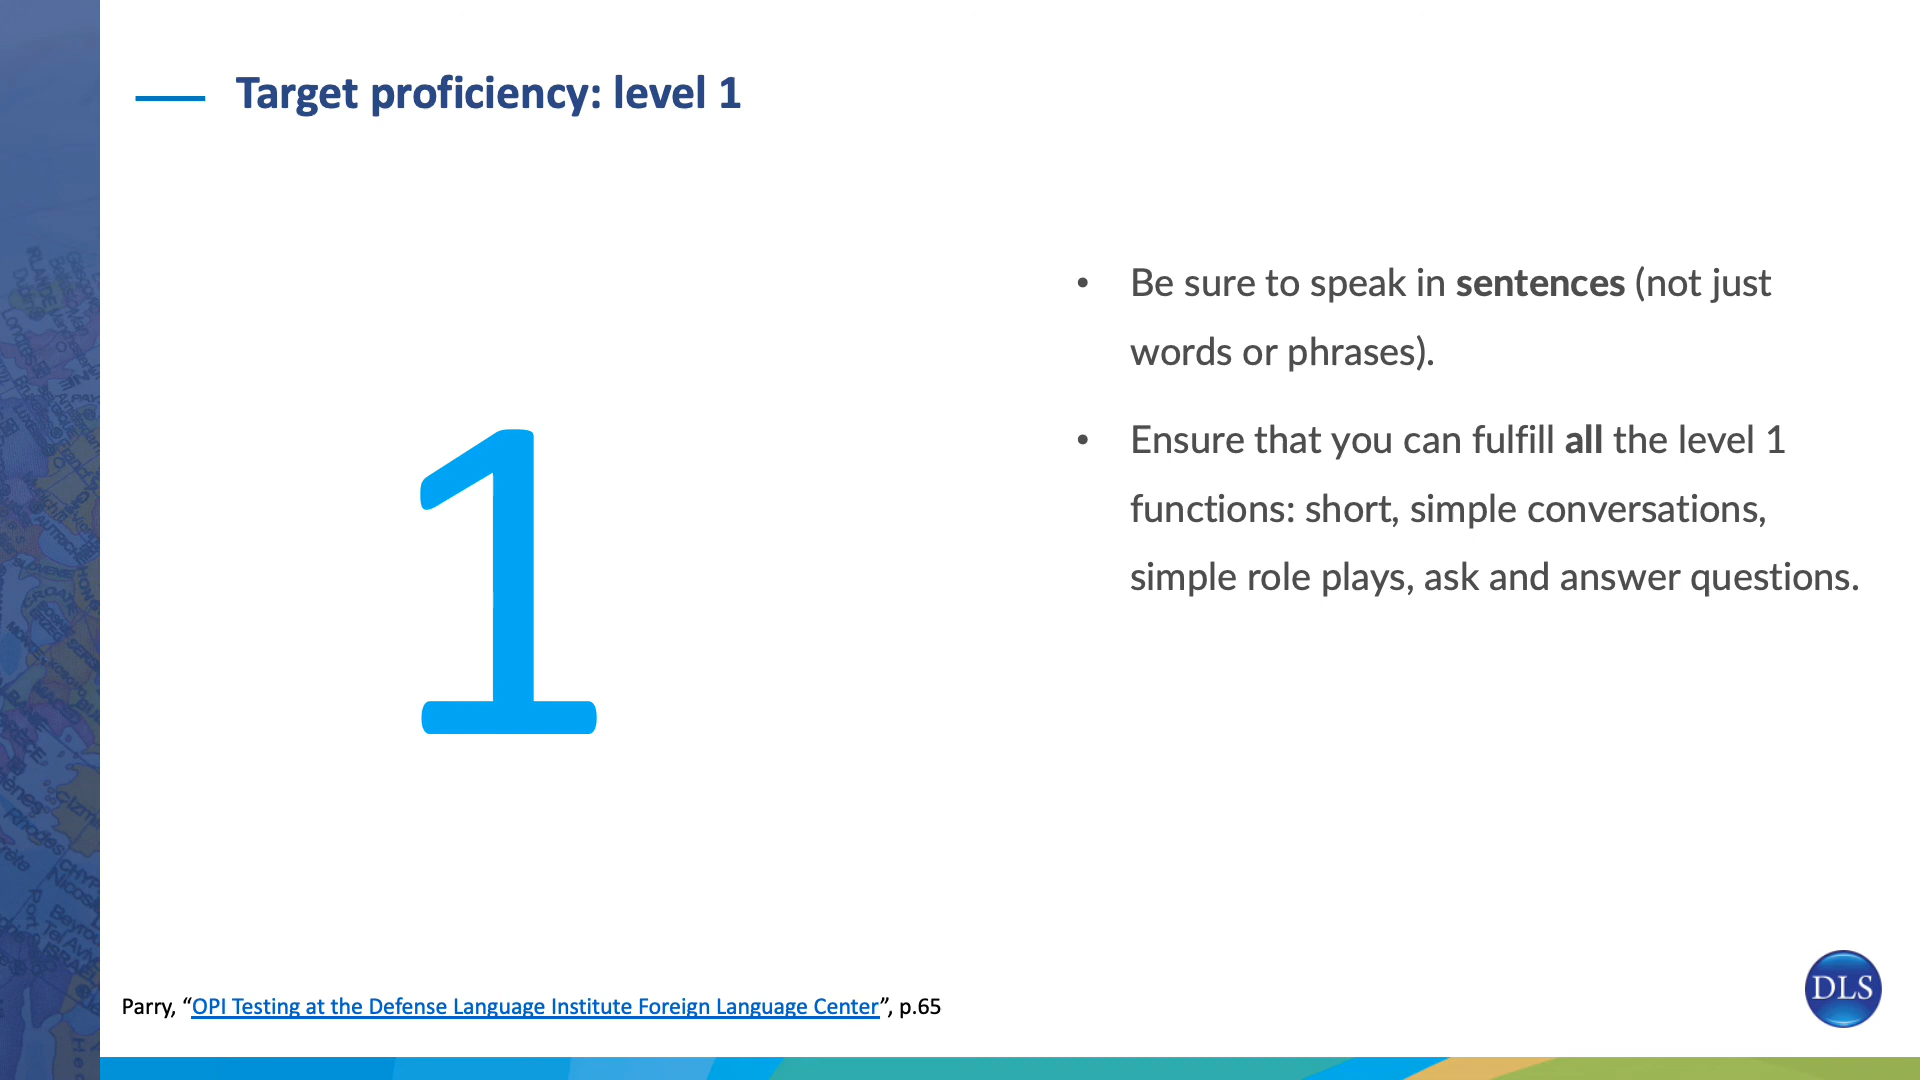 Target proficiency: level 1
1
• Be sure to speak in sentences (not just
words or phrases).
• Ensure that you can fulfill all the level 1
functions: short, simple conversations,
simple role plays, ask and answer questions.
Parry, “OPI Testing at the Defense Language Institute Foreign Language Center”, p.65
DLS